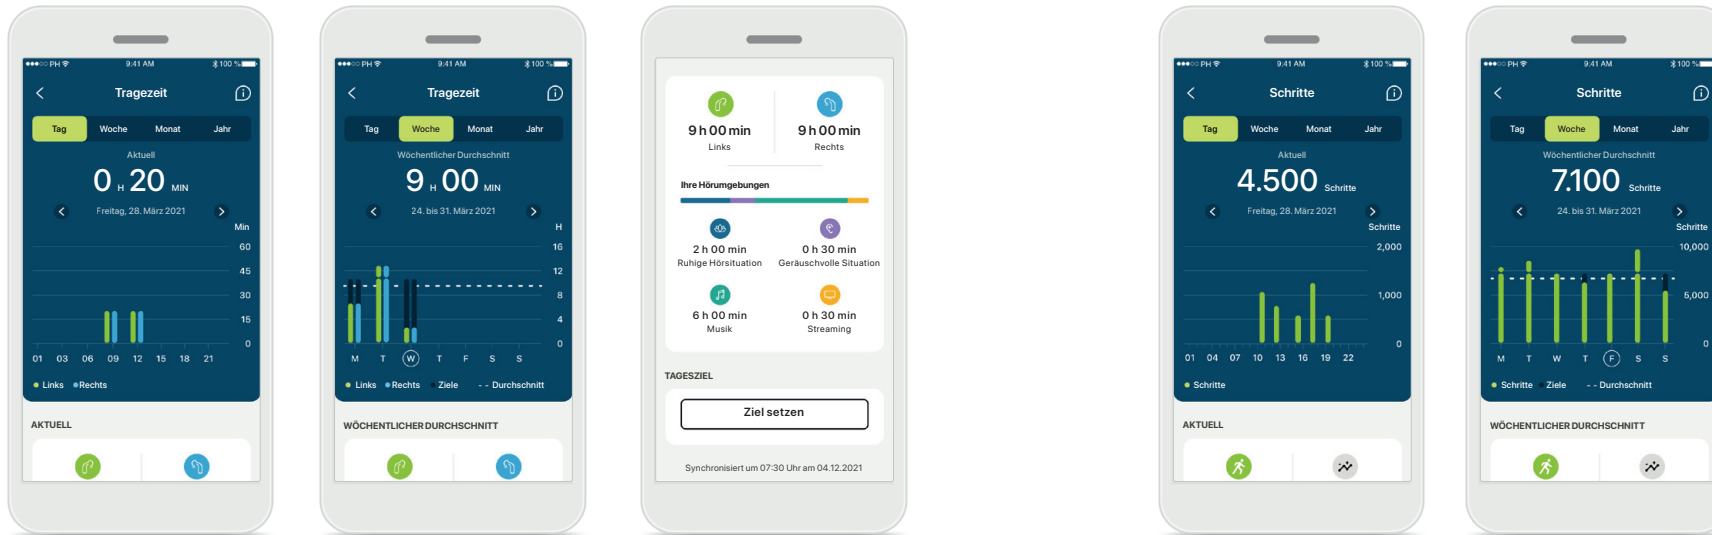 PH 9:41 AM 100 %
Tragezeit
Tag Woche Monat Jahr
Aktuell
0 H 20 MIN
Freitag, 28. März 2021
Min
60
45
30
15
0
01 03 06 09 12 15 18 21
Links Rechts
AKTUELL
PH 9:41 AM 100 %
Tragezeit
Tag Woche Monat Jahr
Wöchentlicher Durchschnitt
9 H 00 MIN
24. bis 31. März 2021
H
16
12
8
4
0
M T W T F S S
Links Rechts Ziele - - Durchschnitt
WÖCHENTLICHER DURCHSCHNITT
9 h 00 min 9 h 00 min
Links Rechts
Ihre Hörumgebungen
2 h 00 min 0 h 30 min
Ruhige Hörsituation Geräuschvolle Situation
6 h 00 min 0 h 30 min
Musik Streaming
TAGESZIEL
Ziel setzen
Synchronisiert um 07:30 Uhr am 04.12.2021
PH 9:41 AM 100 %
Schritte
Tag Woche Monat Jahr
Aktuell
4.500 Schritte
Freitag, 28. März 2021
Schritte
2,000
1,000
0
01 04 07 10 13 16 19 22
Schritte
AKTUELL
PH 9:41 AM 100 %
Schritte
Tag Woche Monat Jahr
Wöchentlicher Durchschnitt
7.100 Schritte
24. bis 31. März 2021
Schritte
10,000
5,000
0
M T W T F S S
Schritte Ziele - - Durchschnitt
WÖCHENTLICHER DURCHSCHNITT